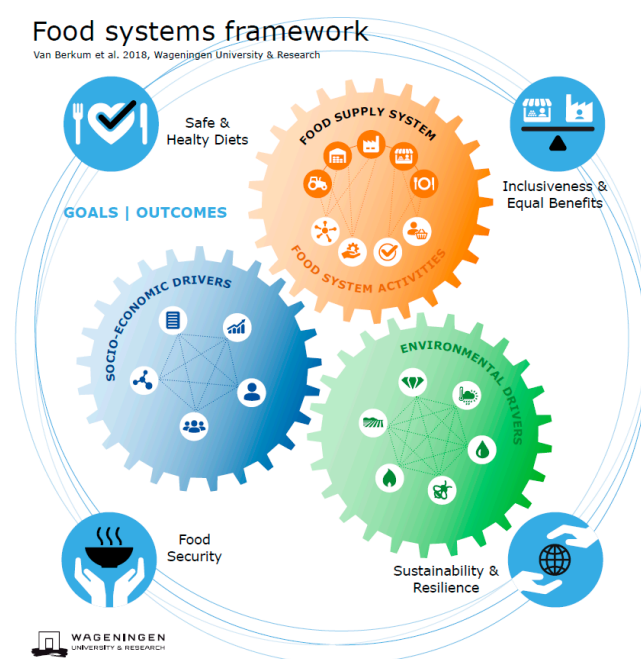 Food systems framework
Van Berkum et al. 2018, Wageningen University & Research
Safe &
Healty Diets
FOOD SUPPLY SYSTEM
Inclusiveness &
Equal Benefits
GOALS | OUTCOMES
FOOD SYSTEM ACTIVITIES
SOCIO-ECONOMIC DRIVERS
ENVIRONMENTAL DRIVERS
Food
Security
Sustainability &
Resilience
WAGENINGEN
UNIVERSITY & RESEARCH